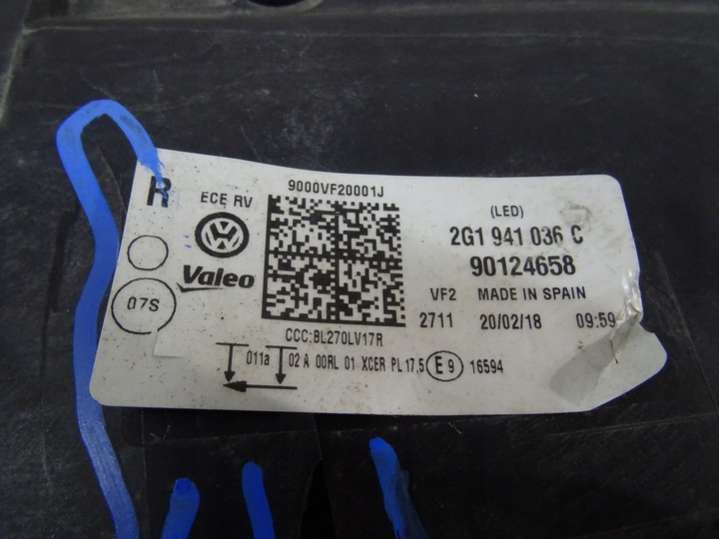 R
ECE RV
Valeo
07S
9000VF20001J
CCC:BL270LV17R
011a 02 A 00RL 01 XCER PL 17,5 E 9 16594
(LED)
2G1 941 036 C
90124658
VF2 MADE IN SPAIN
2711 20/02/18 09:59